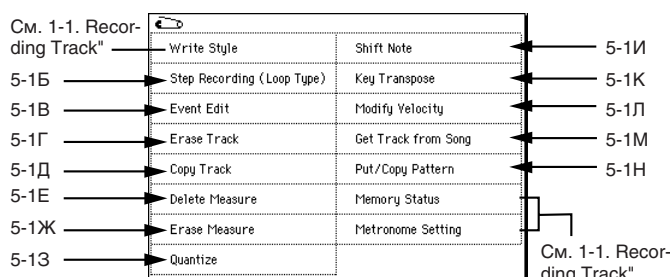 См. 1-1. Recor-
ding Track"
Write Style
Shift Note
5-1И
5-1Б
Step Recording (Loop Type)
Key Transpose
5-1К
5-1В
Event Edit
Modify Velocity
5-1Л
5-1Г
Erase Track
Get Track from Song
5-1М
5-1Д
Copy Track
Put/Copy Pattern
5-1Н
5-1Е
Delete Measure
Memory Status
5-1Ж
Erase Measure
Metronome Setting
5-1З
Quantize
См. 1-1. Recor-
ding Track"